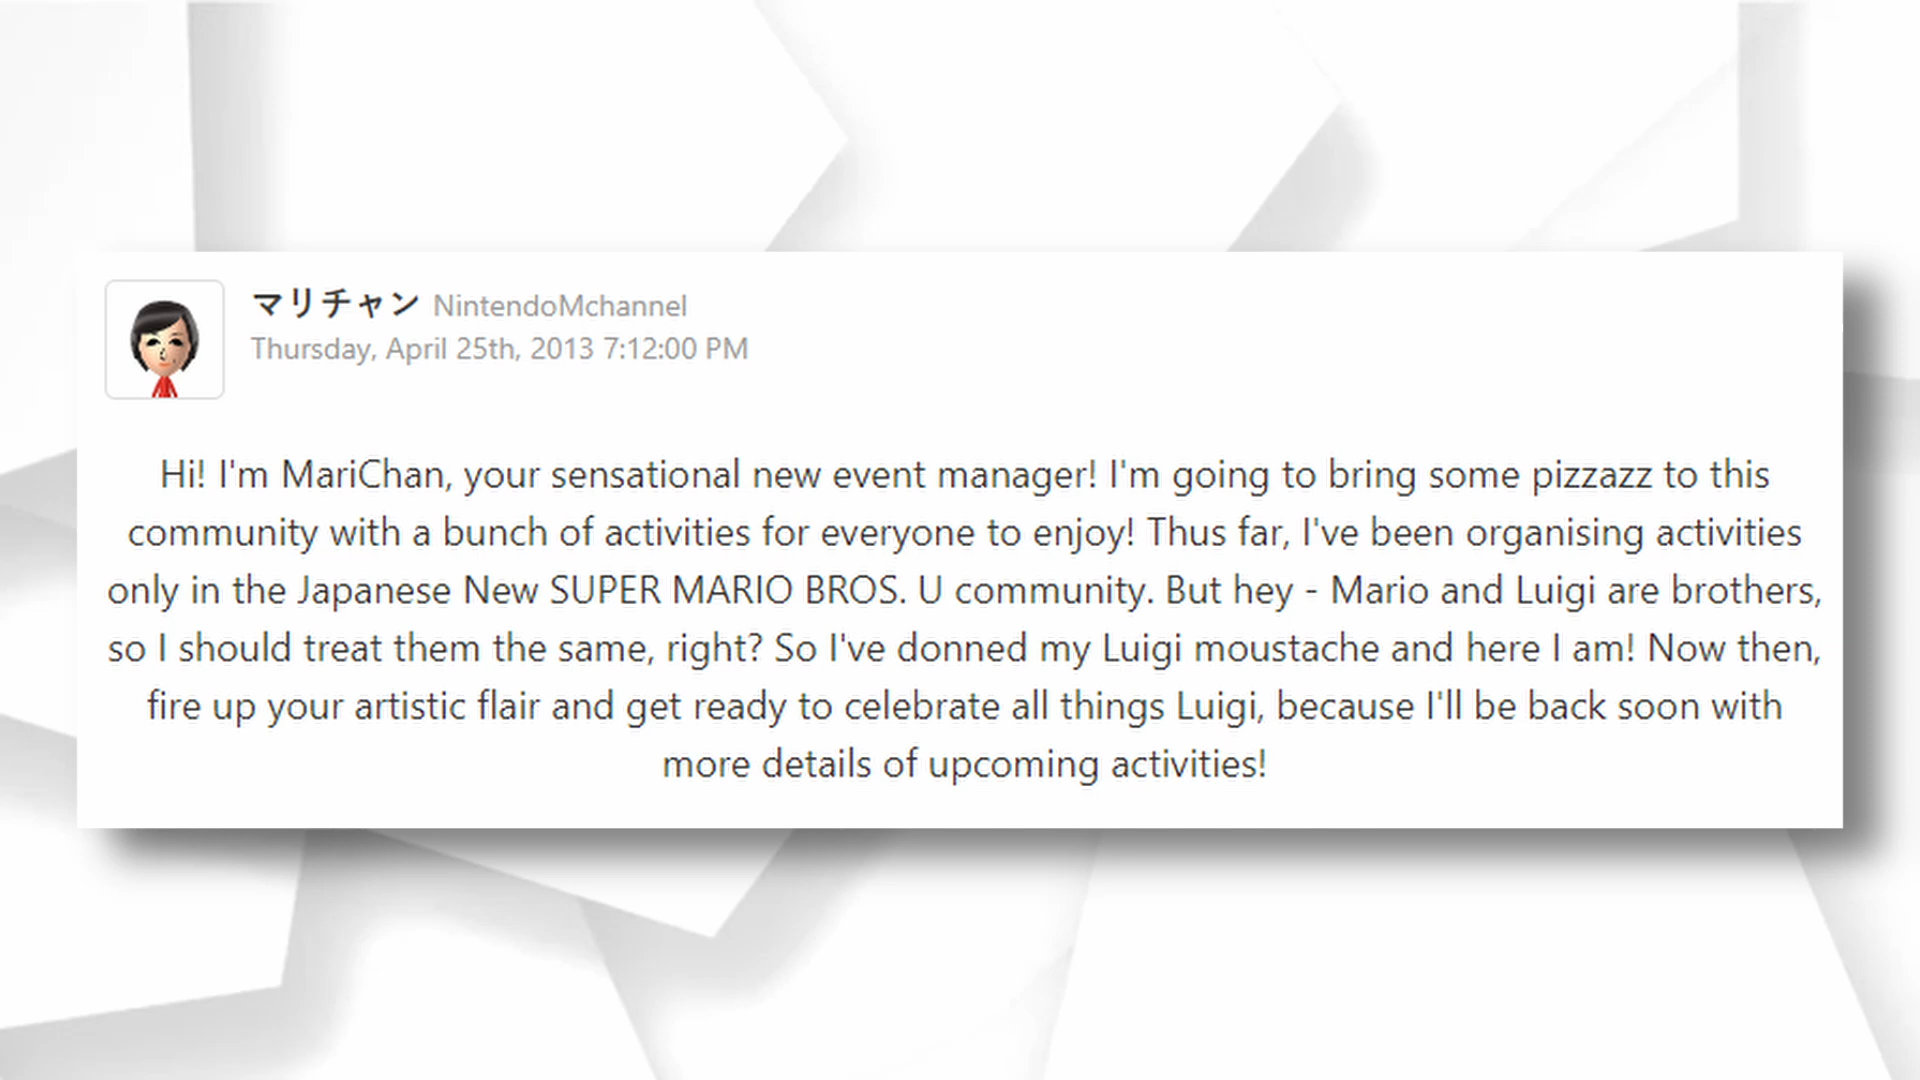 マリチャン NintendoMchannel
Thursday, April 25th, 2013 7:12:00 PM
Hi! I'm MariChan, your sensational new event manager! I'm going to bring some pizzazz to this
community with a bunch of activities for everyone to enjoy! Thus far, I've been organising activities
only in the Japanese New SUPER MARIO BROS. U community. But hey - Mario and Luigi are brothers,
so I should treat them the same, right? So I've donned my Luigi moustache and here I am! Now then,
fire up your artistic flair and get ready to celebrate all things Luigi, because I'll be back soon with
more details of upcoming activities!